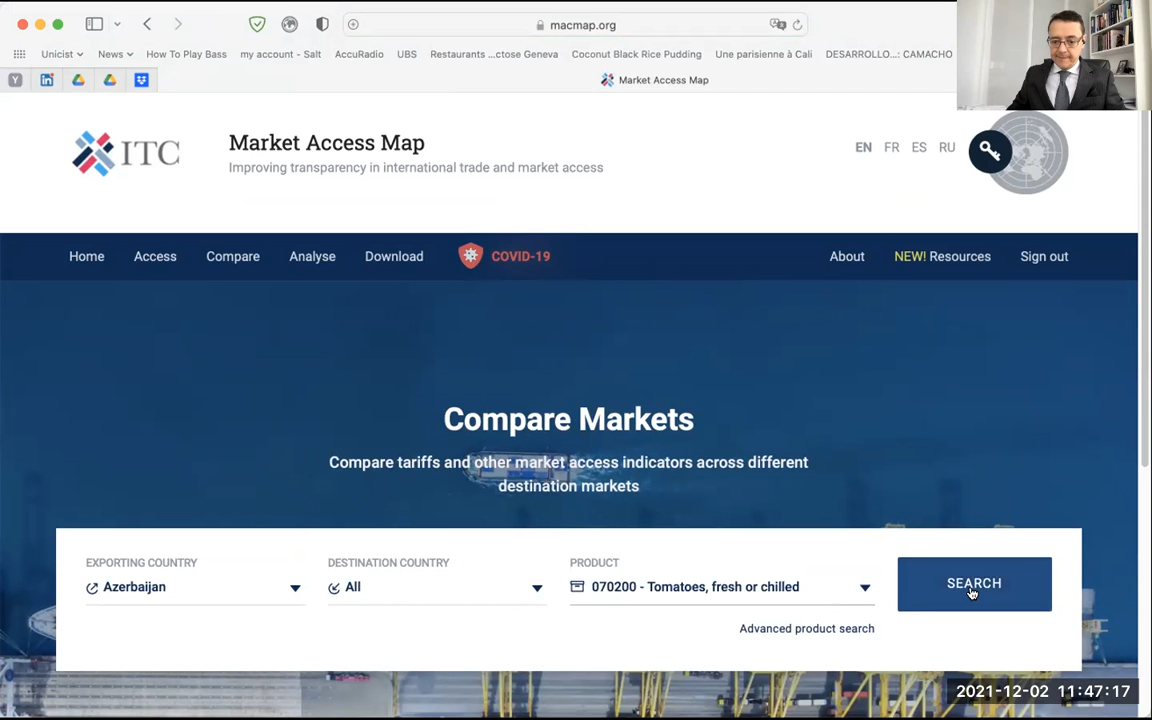 macmap.org
Unicist News How To Play Bass my account - Salt AccuRadio UBS Restaurants ...ctose Geneva Coconut Black Rice Pudding Une parisienne à Cali DESARROLLO...: CAMACHO
Y in Market Access Map
ITC
Market Access Map
Improving transparency in international trade and market access
EN FR ES RU
Home Access Compare Analyse Download COVID-19 About NEW! Resources Sign out
Compare Markets
Compare tariffs and other market access indicators across different
destination markets
EXPORTING COUNTRY DESTINATION COUNTRY PRODUCT
Azerbaijan All 070200 - Tomatoes, fresh or chilled SEARCH
Advanced product search
2021-12-02 11:47:17